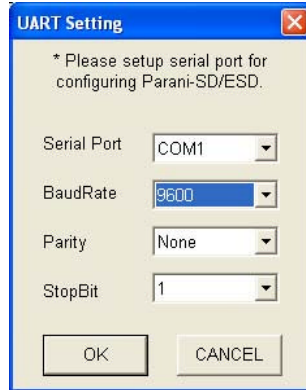 UART Setting
* Please setup serial port for
configuring Parani-SD/ESD.
Serial Port COM1
BaudRate 9600
Parity None
StopBit 1
OK CANCEL